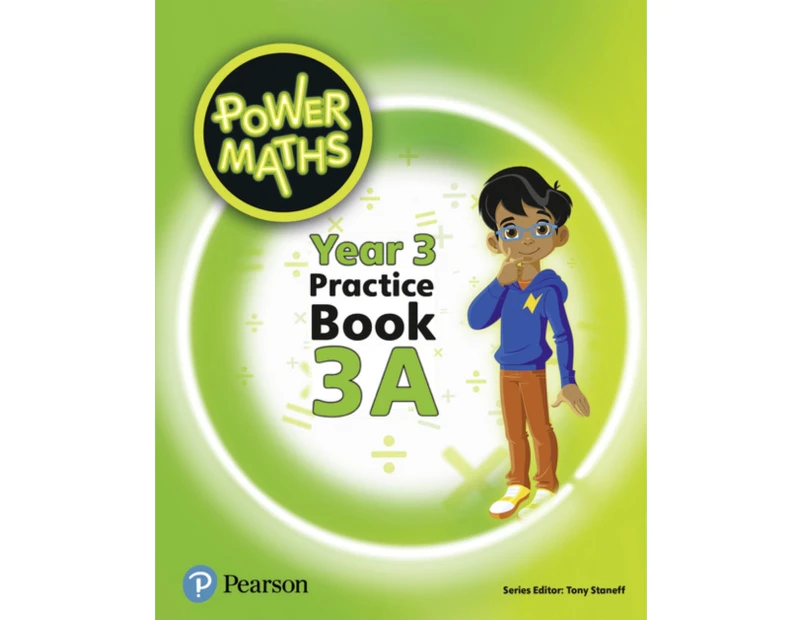 POWER
MATHS
Year 3
Practice
Book
3A
P Pearson
Series Editor: Tony Staneff